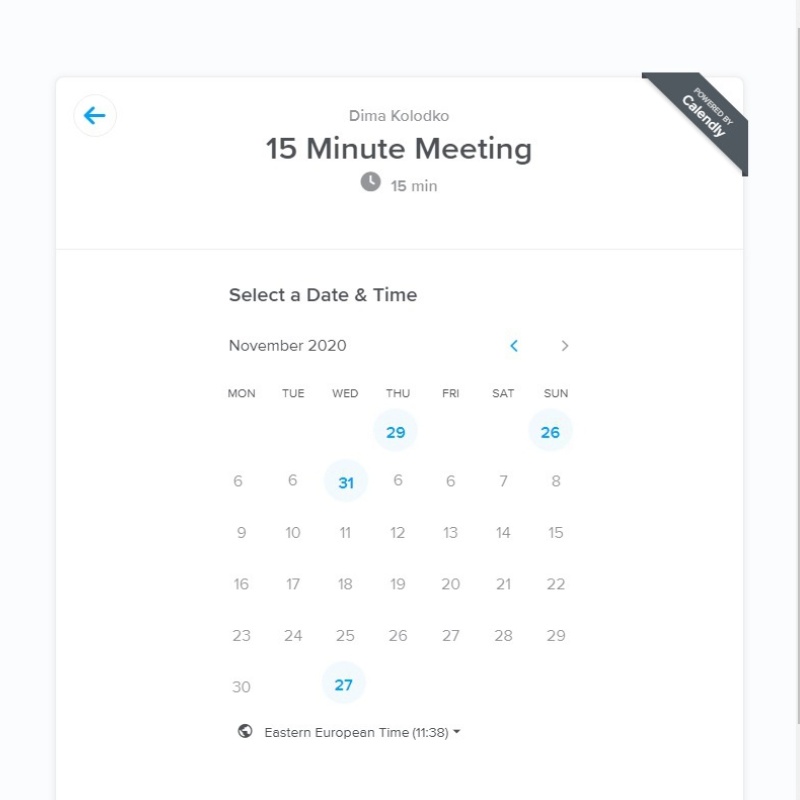 Dima Kolodko
15 Minute Meeting
15 min
POWERED BY
Calendly
Select a Date & Time
November 2020
MON TUE WED THU FRI SAT SUN
29 26
6 6 31 6 6 7 8
9 10 11 12 13 14 15
16 17 18 19 20 21 22
23 24 25 26 27 28 29
30 27
Eastern European Time (11:38)